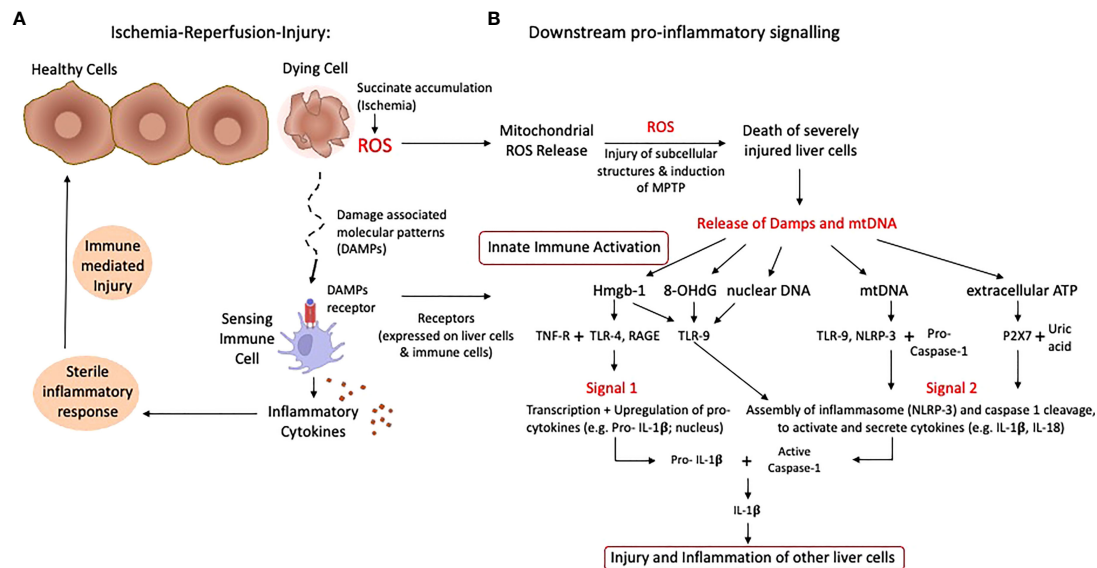 A
Ischemia-Reperfusion-Injury:
Healthy Cells
Dying Cell
Succinate accumulation
(Ischemia)
ROS
Damage associated
molecular patterns
(DAMPs)
Immune
mediated
Injury
DAMPs
receptor
Sensing
Immune
Cell
Receptors
(expressed on liver cells
& immune cells)
Sterile
inflammatory
response
Inflammatory
Cytokines
B
Downstream pro-inflammatory signalling
Mitochondrial
ROS Release
ROS
Injury of subcellular
structures & induction
of MPTP
Death of severely
injured liver cells
Release of Damps and mtDNA
Innate Immune Activation
Hmgb-1
8-OHdG
nuclear DNA
mtDNA
extracellular ATP
TNF-R + TLR-4, RAGE
TLR-9
TLR-9, NLRP-3 + Pro-
Caspase-1
P2X7 + Uric
acid
Signal 1
Signal 2
Transcription + Upregulation of pro-
cytokines (e.g. Pro- IL-1β; nucleus)
Assembly of inflammasome (NLRP-3) and caspase 1 cleavage,
to activate and secrete cytokines (e.g. IL-1β, IL-18)
Pro- IL-1β + Active
Caspase-1
IL-1β
Injury and Inflammation of other liver cells